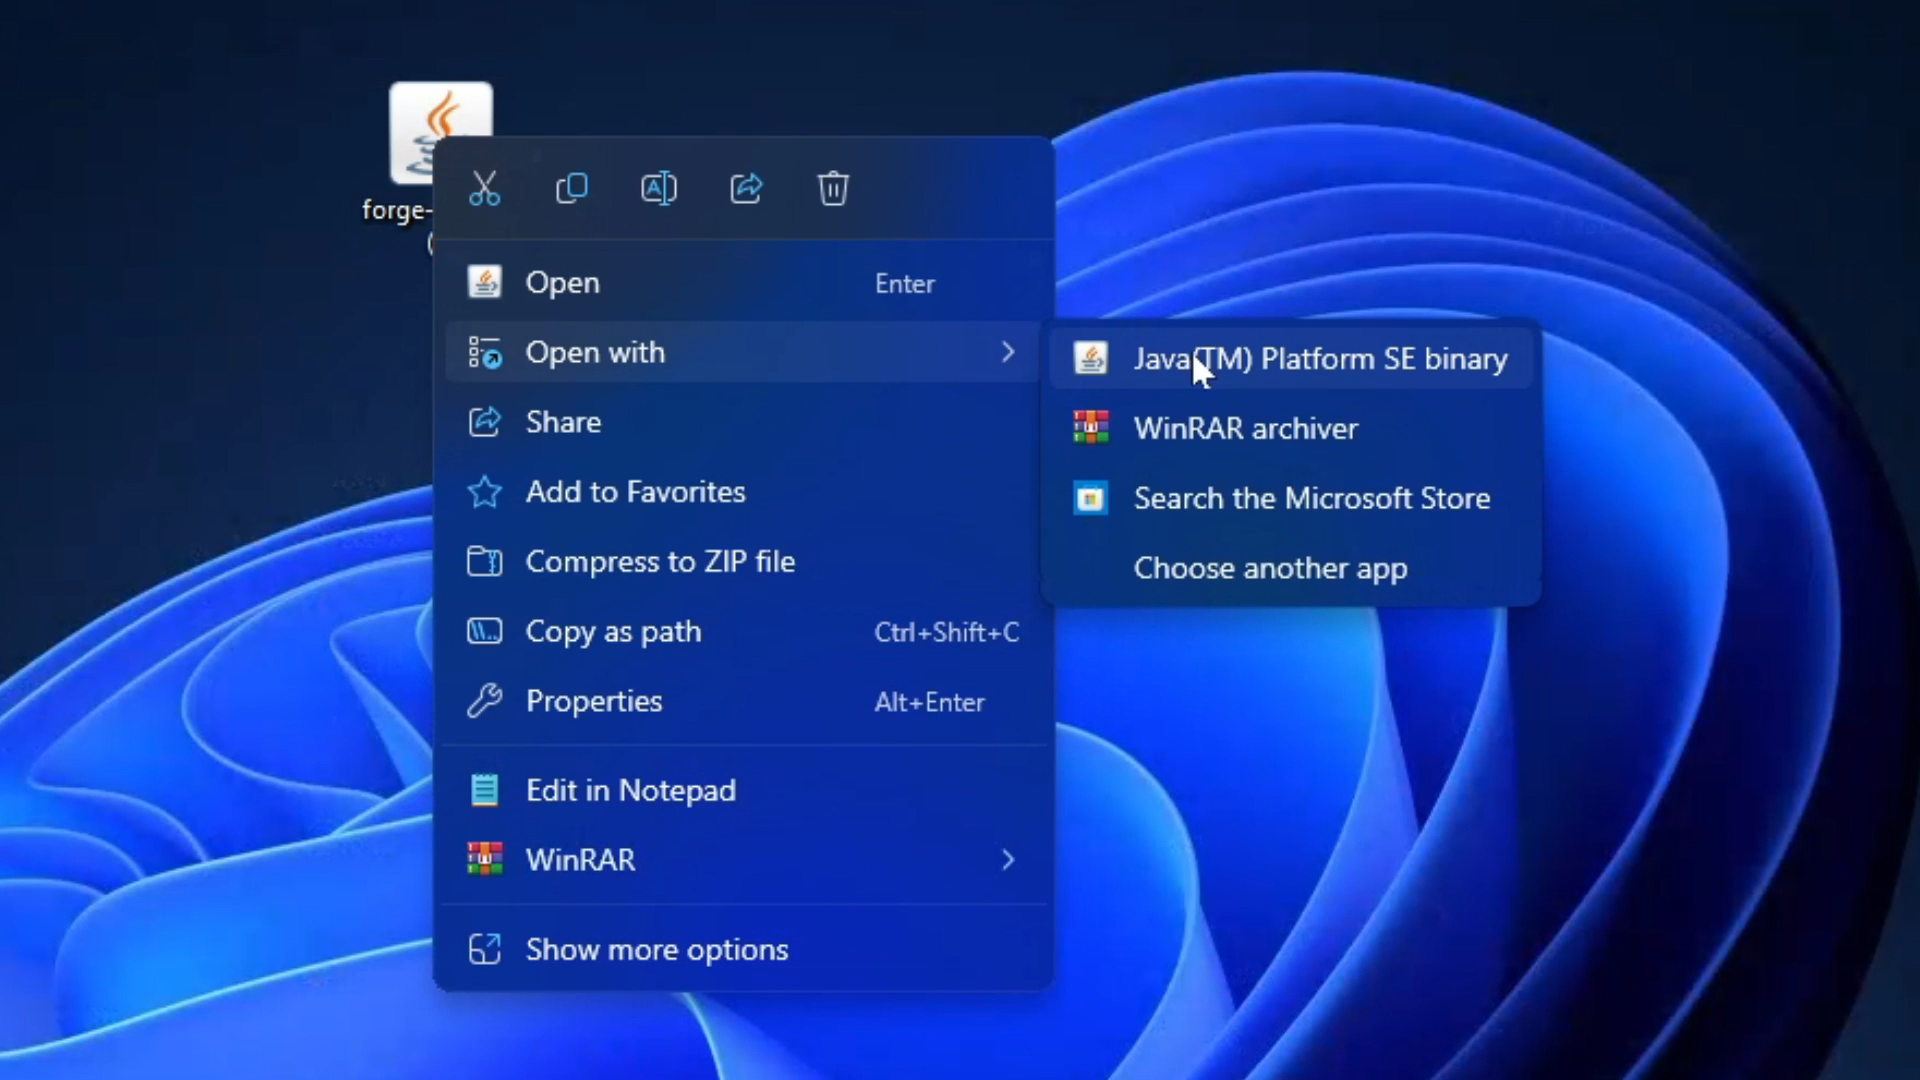 forge-
Open Enter
Open with
Share
Add to Favorites
Compress to ZIP file
Copy as path Ctrl+Shift+C
Properties Alt+Enter
Edit in Notepad
WinRAR
Show more options
Java(TM) Platform SE binary
WinRAR archiver
Search the Microsoft Store
Choose another app